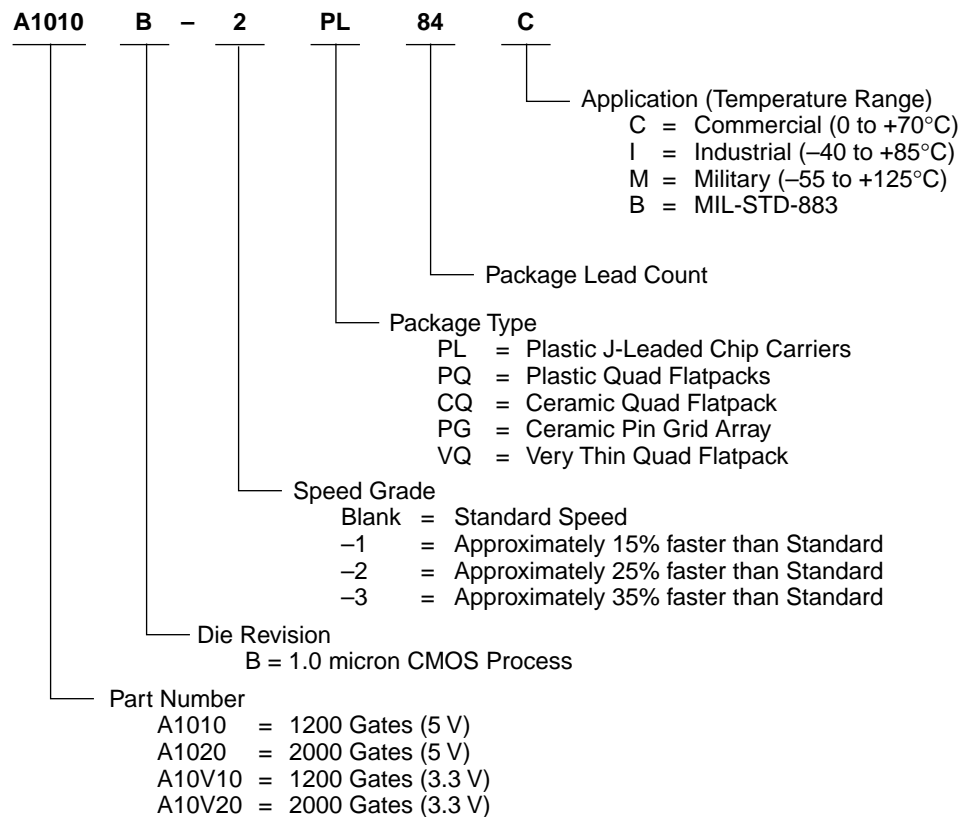 A1010 B – 2 PL 84 C
Application (Temperature Range)
C = Commercial (0 to +70°C)
I = Industrial (–40 to +85°C)
M = Military (–55 to +125°C)
B = MIL-STD-883
Package Lead Count
Package Type
PL = Plastic J-Leaded Chip Carriers
PQ = Plastic Quad Flatpacks
CQ = Ceramic Quad Flatpack
PG = Ceramic Pin Grid Array
VQ = Very Thin Quad Flatpack
Speed Grade
Blank = Standard Speed
–1 = Approximately 15% faster than Standard
–2 = Approximately 25% faster than Standard
–3 = Approximately 35% faster than Standard
Die Revision
B = 1.0 micron CMOS Process
Part Number
A1010 = 1200 Gates (5 V)
A1020 = 2000 Gates (5 V)
A10V10 = 1200 Gates (3.3 V)
A10V20 = 2000 Gates (3.3 V)